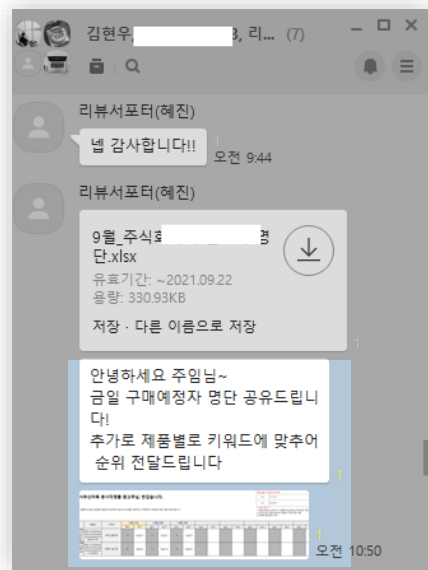 김현우,
3, 리... (7)
리뷰서포터(혜진)
넵 감사합니다!!
1
오전 9:44
리뷰서포터(혜진)
9월_주식회
명
단.xlsx
유효기간: ~2021.09.22
용량: 330.93KB
저장 · 다른 이름으로 저장
1
안녕하세요 주임님~
금일 구매예정자 명단 공유드립니
다!
추가로 제품별로 키워드에 맞추어
순위 전달드립니다
1
1
오전 10:50